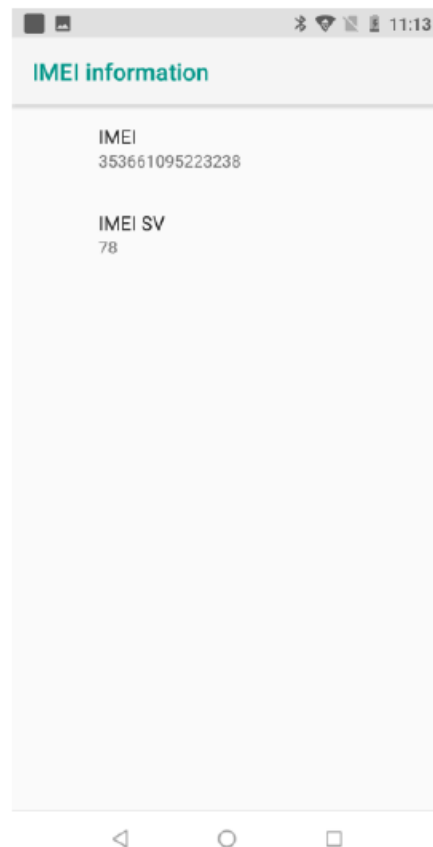 11:13
IMEI information
IMEI
353661095223238
IMEI SV
78